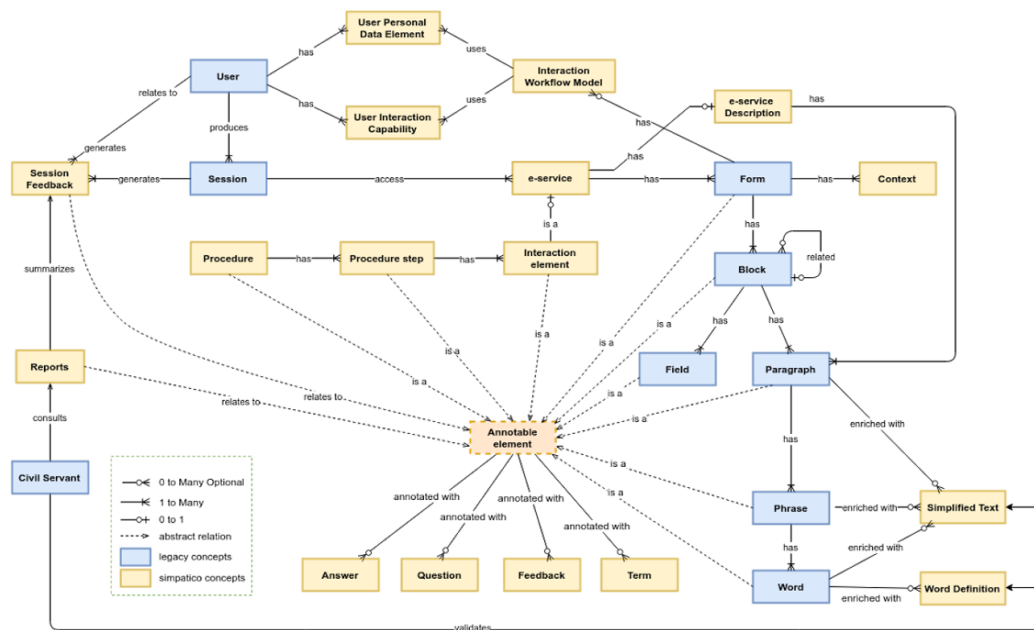 User Personal
Data Element
has
uses
User
Interaction
Workflow Model
relates to
has
uses
e-service
Description
has
User Interaction
Capability
produces
has
has
generates
Session
Feedback
generates
Session
access
e-service
has
Form
has
Context
is a
has
related
Procedure
has
Procedure step
has
Interaction
element
Block
summarizes
has
has
is a
is a
is a
is a
is a
Reports
Field
Paragraph
is a
relates to
relates to
is a
is a
consults
Annotable
element
enriched with
has
Civil Servant
is a
0 to Many Optional
1 to Many
0 to 1
abstract relation
legacy concepts
simpatico concepts
annotated with
annotated with
annotated with
annotated with
is a
Phrase
enriched with
Simplified Text
has
enriched with
Answer
Question
Feedback
Term
Word
enriched with
Word Definition
validates